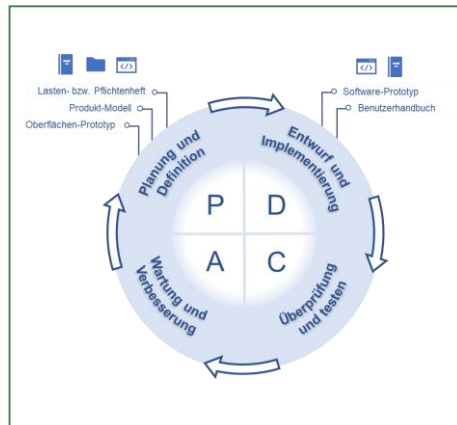 Lasten- bzw. Pflichtenheft
Produkt-Modell
Oberflächen-Prototyp
</>
</>
Software-Prototyp
Benutzerhandbuch
Planung und
Definition
Entwurf und
Implementierung
P
D
A
C
Wartung und
Verbesserung
Überprüfung
und testen